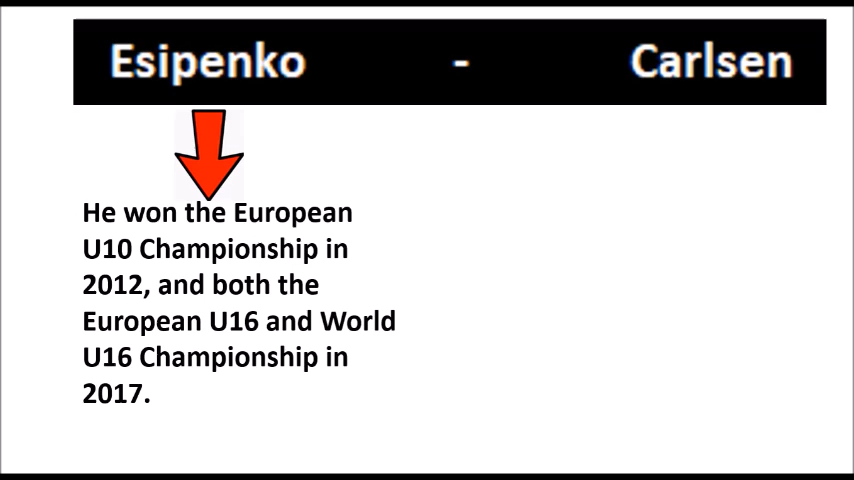 Esipenko - Carlsen
He won the European
U10 Championship in
2012, and both the
European U16 and World
U16 Championship in
2017.